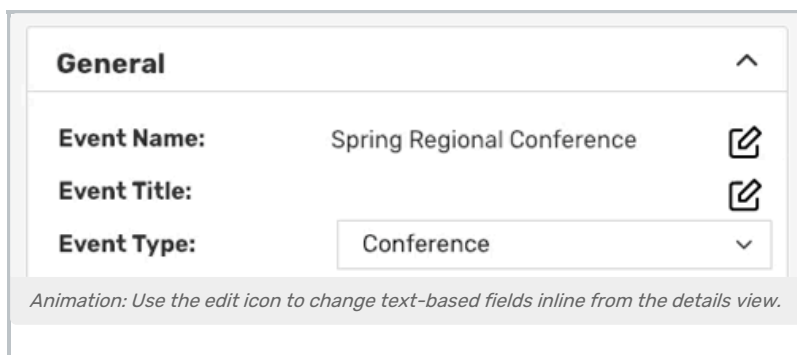 General
Event Name: Spring Regional Conference
Event Title:
Event Type: Conference
Animation: Use the edit icon to change text-based fields inline from the details view.